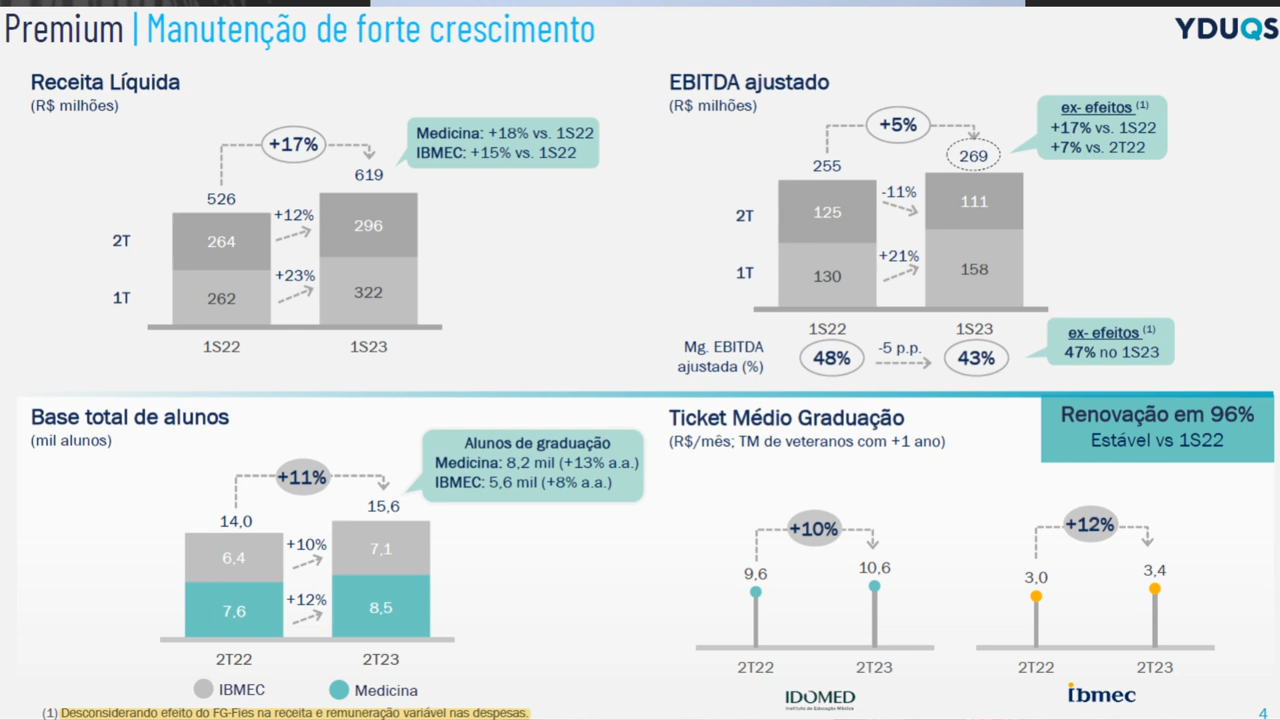 Premium | Manutenção de forte crescimento
YDUQS
Receita Líquida
(R$ milhões)
+17%
Medicina: +18% vs. 1S22
IBMEC: +15% vs. 1S22
526
619
2T
264
+12%
296
1T
262
+23%
322
1S22
1S23
EBITDA ajustado
(R$ milhões)
+5%
ex- efeitos (1)
+17% vs. 1S22
+7% vs. 2T22
255
269
2T
125
-11%
111
1T
130
+21%
158
1S22
1S23
Mg. EBITDA
ajustada (%)
48%
-5 p.p.
43%
ex- efeitos (1)
47% no 1S23
Base total de alunos
(mil alunos)
+11%
Alunos de graduação
Medicina: 8,2 mil (+13% a.a.)
IBMEC: 5,6 mil (+8% a.a.)
14,0
15,6
6,4
+10%
7,1
7,6
+12%
8,5
2T22
2T23
IBMEC
Medicina
Ticket Médio Graduação
(R$/mês; TM de veteranos com +1 ano)
Renovação em 96%
Estável vs 1S22
+10%
9,6
10,6
2T22
2T23
IDOMED
Instituto de Educação Médica
+12%
3,0
3,4
2T22
2T23
ibmec
(1) Desconsiderando efeito do FG-Fies na receita e remuneração variável nas despesas.
4